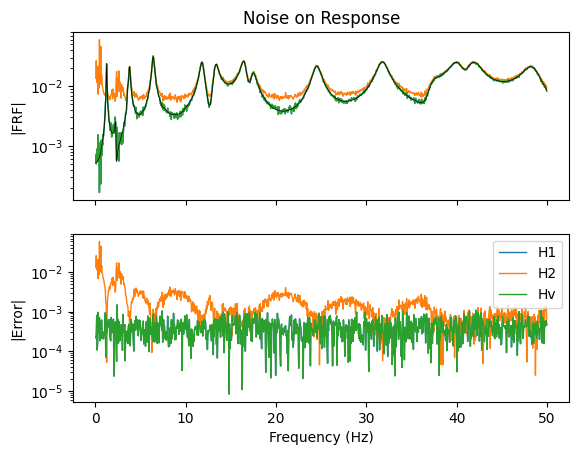 Noise on Response
|FRF|
10⁻²
10⁻³
|Error|
10⁻²
10⁻³
10⁻⁴
10⁻⁵
H1
H2
Hv
0 10 20 30 40 50
Frequency (Hz)